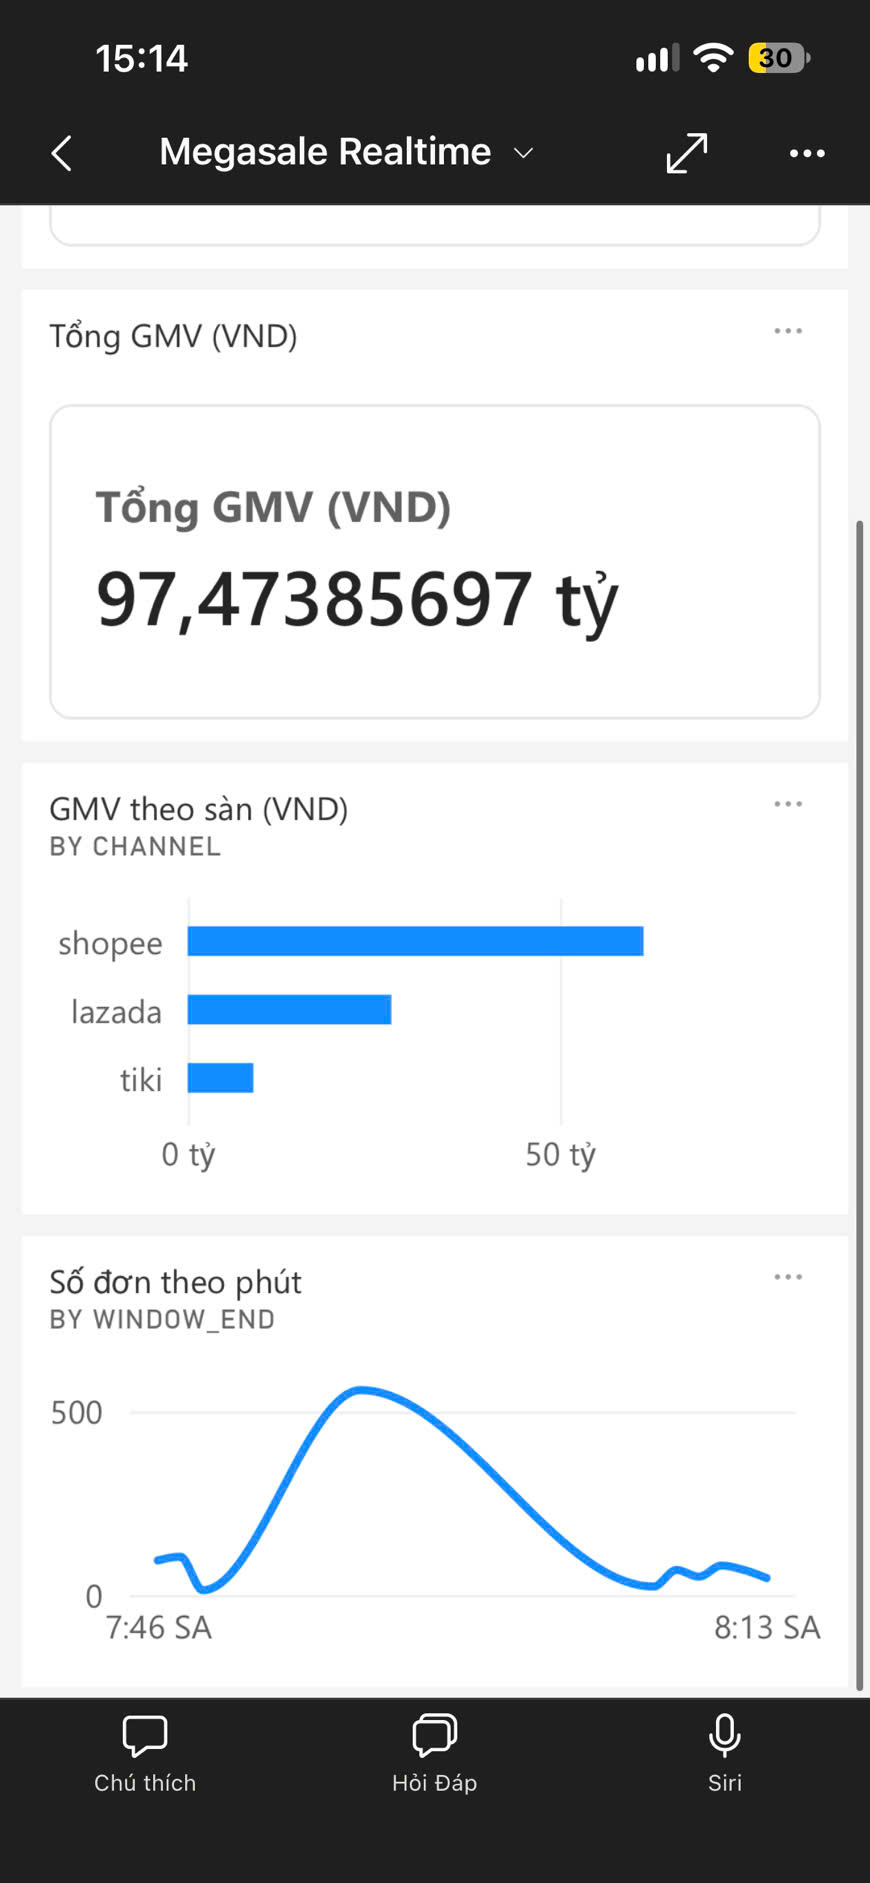 15:14
30
Megasale Realtime
Tổng GMV (VND)
Tổng GMV (VND)
97,47385697 tỷ
GMV theo sàn (VND)
BY CHANNEL
shopee
lazada
tiki
0 tỷ
50 tỷ
Số đơn theo phút
BY WINDOW_END
500
0
7:46 SA
8:13 SA
Chú thích
Hỏi Đáp
Siri